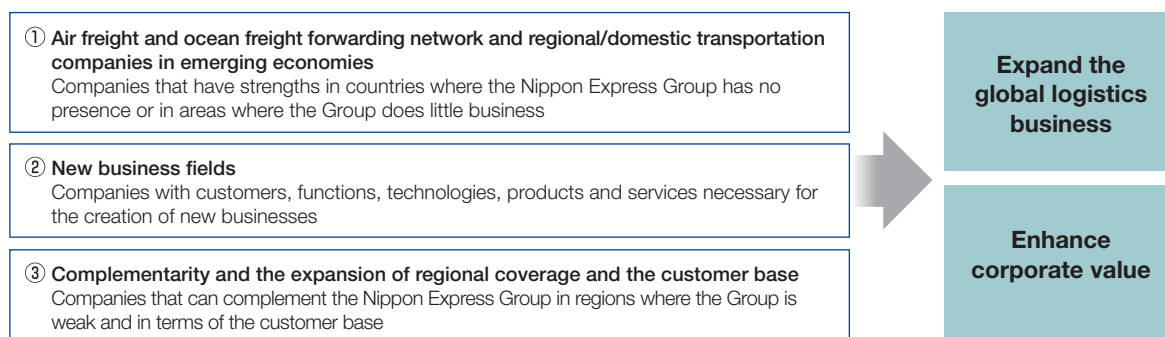 ① Air freight and ocean freight forwarding network and regional/domestic transportation
companies in emerging economies
Companies that have strengths in countries where the Nippon Express Group has no
presence or in areas where the Group does little business
② New business fields
Companies with customers, functions, technologies, products and services necessary for
the creation of new businesses
③ Complementarity and the expansion of regional coverage and the customer base
Companies that can complement the Nippon Express Group in regions where the Group is
weak and in terms of the customer base
Expand the
global logistics
business
Enhance
corporate value